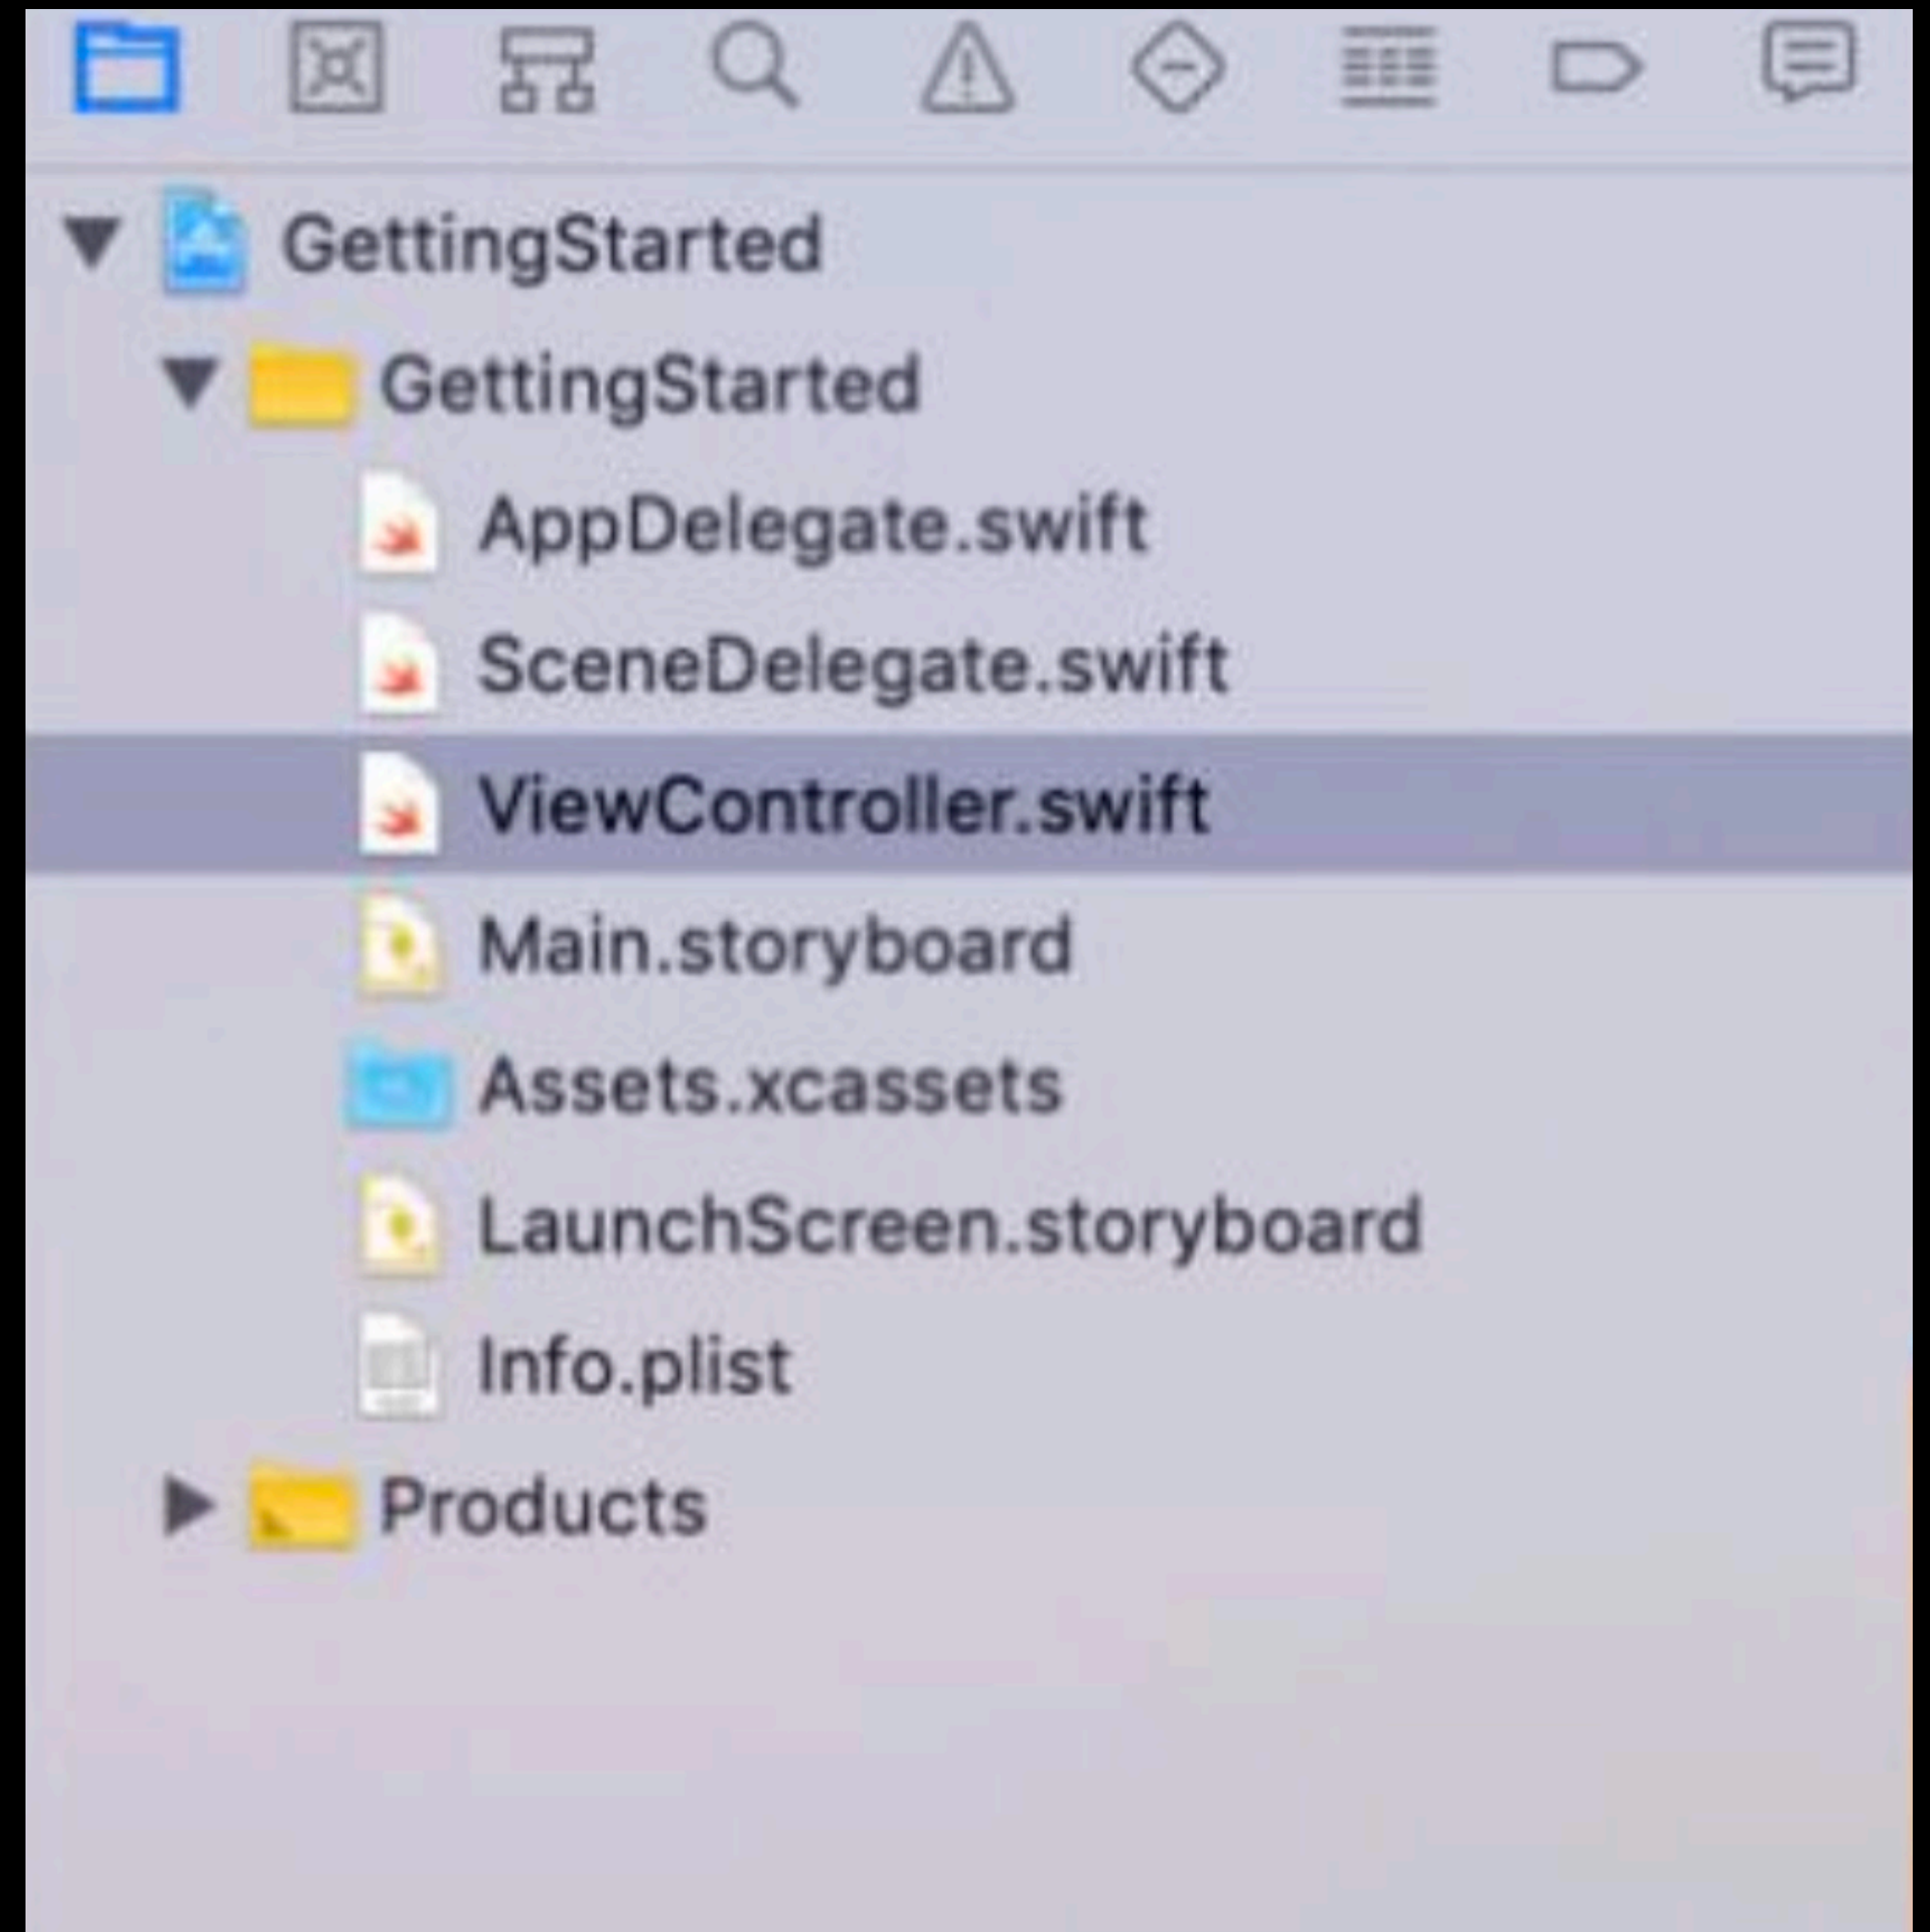 GettingStarted
GettingStarted
AppDelegate.swift
SceneDelegate.swift
ViewController.swift
Main.storyboard
Assets.xcassets
LaunchScreen.storyboard
Info.plist
Products